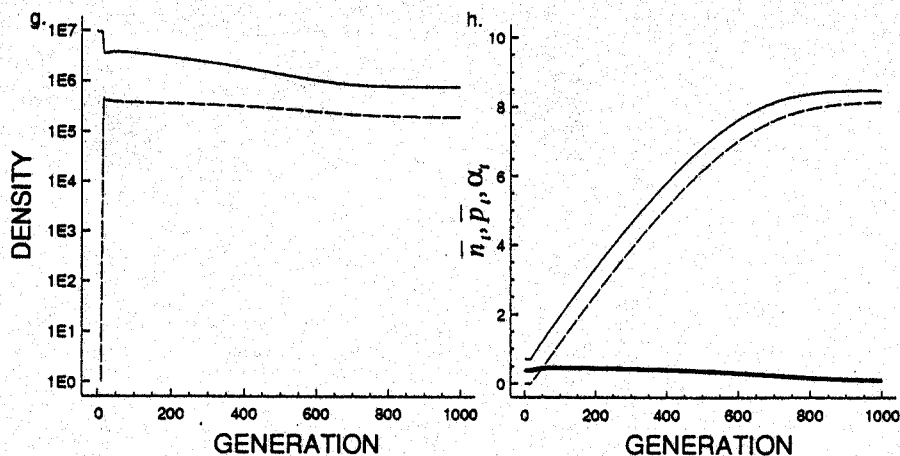 g.
1E7
1E6
1E5
1E4
1E3
1E2
1E1
1E0
DENSITY
0 200 400 600 800 1000
GENERATION
h.
10
8
6
4
2
0
n̅ₜ, p̅ₜ, αₜ
0 200 400 600 800 1000
GENERATION